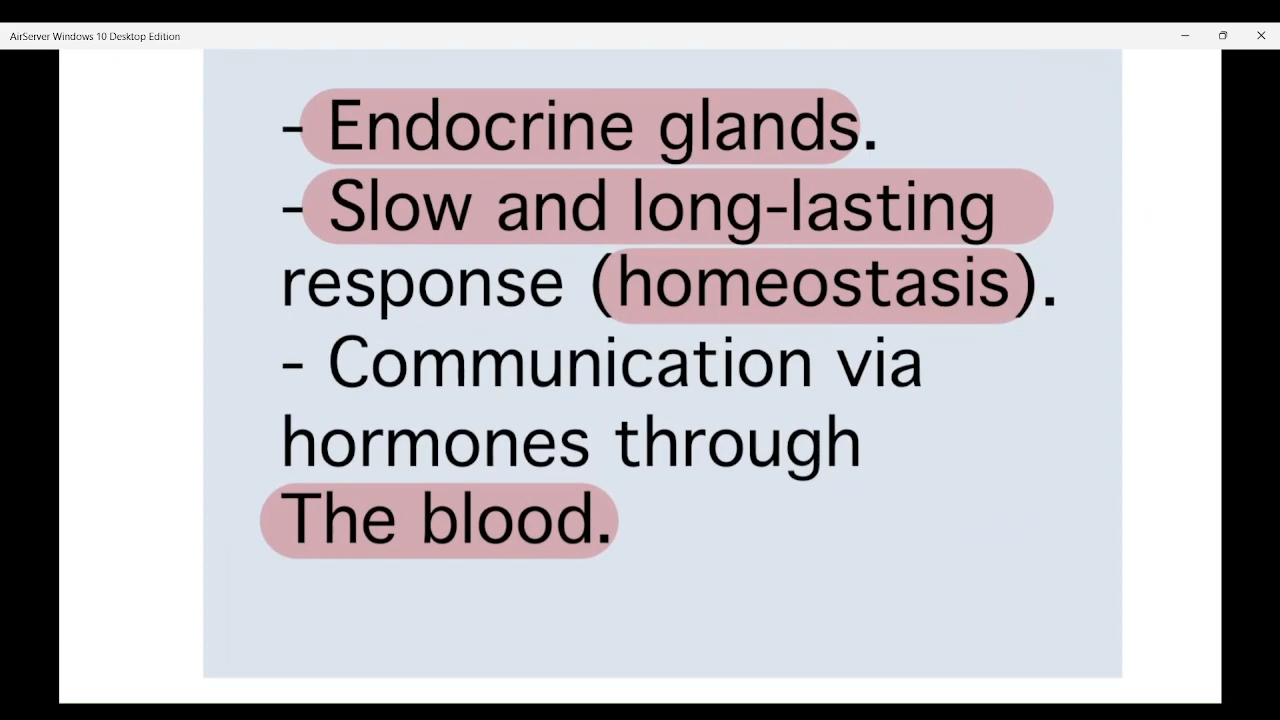 AirServer Windows 10 Desktop Edition
- Endocrine glands.
- Slow and long-lasting
response (homeostasis).
- Communication via
hormones through
The blood.